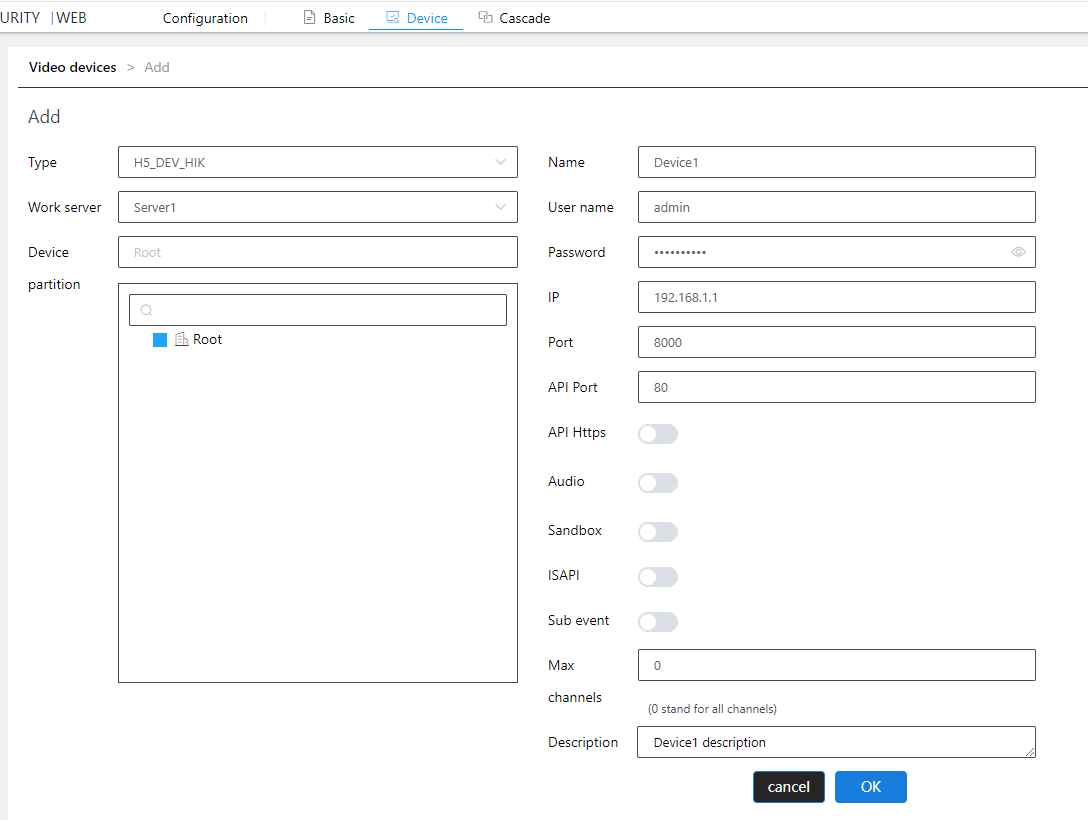 URITY | WEB Configuration Basic Device Cascade
Video devices > Add
Add
Type H5_DEV_HIK
Work server Server1
Device partition Root
Root
Name Device1
User name admin
Password ••••••••••
IP 192.168.1.1
Port 8000
API Port 80
API Https
Audio
Sandbox
ISAPI
Sub event
Max channels 0
(0 stand for all channels)
Description Device1 description
cancel OK